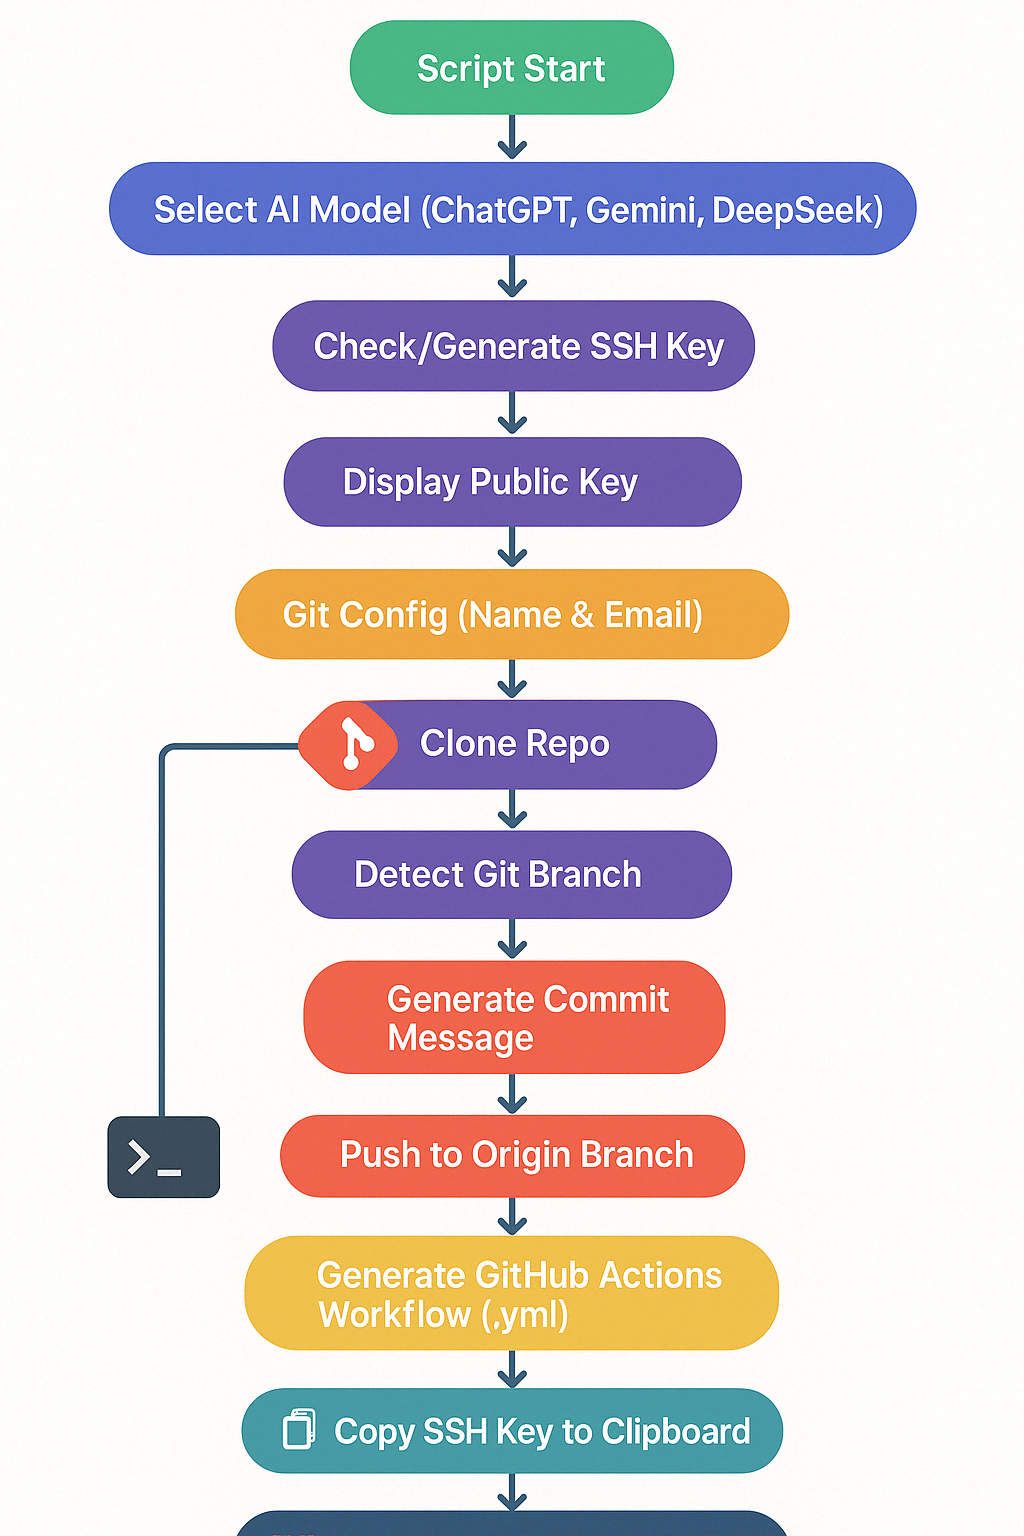 Script Start
Select AI Model (ChatGPT, Gemini, DeepSeek)
Check/Generate SSH Key
Display Public Key
Git Config (Name & Email)
Clone Repo
Detect Git Branch
Generate Commit
Message
>_
Push to Origin Branch
Generate GitHub Actions
Workflow (,yml)
Copy SSH Key to Clipboard